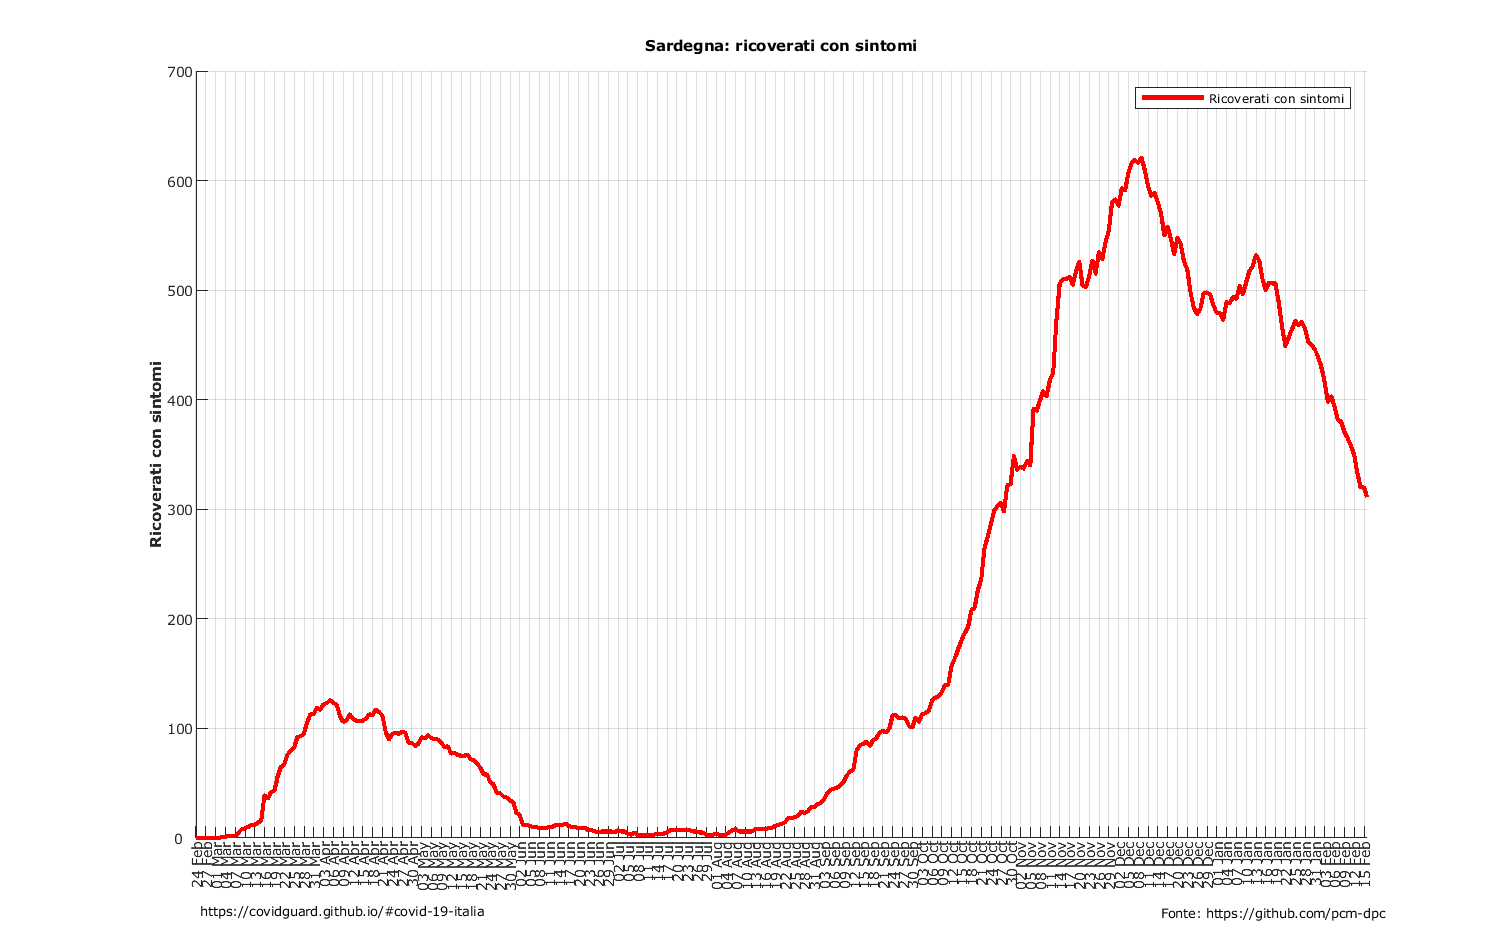 Sardegna: ricoverati con sintomi
Ricoverati con sintomi
Ricoverati con sintomi
700
600
500
400
300
200
100
0
24 Feb
27 Feb
01 Mar
04 Mar
07 Mar
10 Mar
13 Mar
16 Mar
19 Mar
22 Mar
25 Mar
28 Mar
31 Mar
03 Apr
06 Apr
09 Apr
12 Apr
15 Apr
18 Apr
21 Apr
24 Apr
27 Apr
30 Apr
03 May
06 May
09 May
12 May
15 May
18 May
21 May
24 May
27 May
30 May
02 Jun
05 Jun
08 Jun
11 Jun
14 Jun
17 Jun
20 Jun
23 Jun
26 Jun
29 Jun
02 Jul
05 Jul
08 Jul
11 Jul
14 Jul
17 Jul
20 Jul
23 Jul
26 Jul
29 Jul
01 Aug
04 Aug
07 Aug
10 Aug
13 Aug
16 Aug
19 Aug
22 Aug
25 Aug
28 Aug
31 Aug
03 Sep
06 Sep
09 Sep
12 Sep
15 Sep
18 Sep
21 Sep
24 Sep
27 Sep
30 Sep
03 Oct
06 Oct
09 Oct
12 Oct
15 Oct
18 Oct
21 Oct
24 Oct
27 Oct
30 Oct
02 Nov
05 Nov
08 Nov
11 Nov
14 Nov
17 Nov
20 Nov
23 Nov
26 Nov
29 Nov
02 Dec
05 Dec
08 Dec
11 Dec
14 Dec
17 Dec
20 Dec
23 Dec
26 Dec
29 Dec
01 Jan
04 Jan
07 Jan
10 Jan
13 Jan
16 Jan
19 Jan
22 Jan
25 Jan
28 Jan
31 Jan
03 Feb
06 Feb
09 Feb
12 Feb
15 Feb
https://covidguard.github.io/#covid-19-italia
Fonte: https://github.com/pcm-dpc